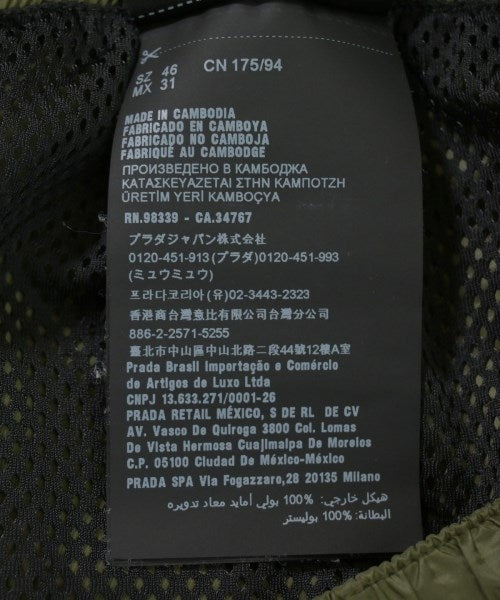 SZ 46
MX 31
CN 175/94
MADE IN CAMBODIA
FABRICADO EN CAMBOYA
FABRICADO NO CAMBOJA
FABRIQUÉ AU CAMBODGE
ПРОИЗВЕДЕНО В КАМБОДЖА
ΚΑΤΑΣΚΕΥΑΖΕΤΑΙ ΣΤΗΝ ΚΑΜΠΟΤΖΗ
ÜRETİM YERİ KAMBOÇYA
RN.98339 - CA.34767
プラダジャパン株式会社
0120-451-913 (プラダ)0120-451-993
(ミュウミュウ)
프라다코리아 (유)02-3442-2323
香港商台灣意比有限公司台灣分公司
886-2-2571-5255
臺北市中山區中山北路二段44號12樓A室
Prada Brasil Importação e Comércio
de Artigos de Luxo Ltda
CNPJ 13.633.271/0001-26
PRADA RETAIL MÉXICO, S DE RL DE CV
AV. Vasco De Quiroga 3800 Col. Lomas
De Vista Hermosa Cuajimalpa De Morelos
C.P. 05100 Ciudad De México-México
PRADA SPA Via Fogazzaro,28 20135 Milano
هيكل خارجي: 100% بولي أمايد معاد تدويره
البطانة: 100% بوليستر